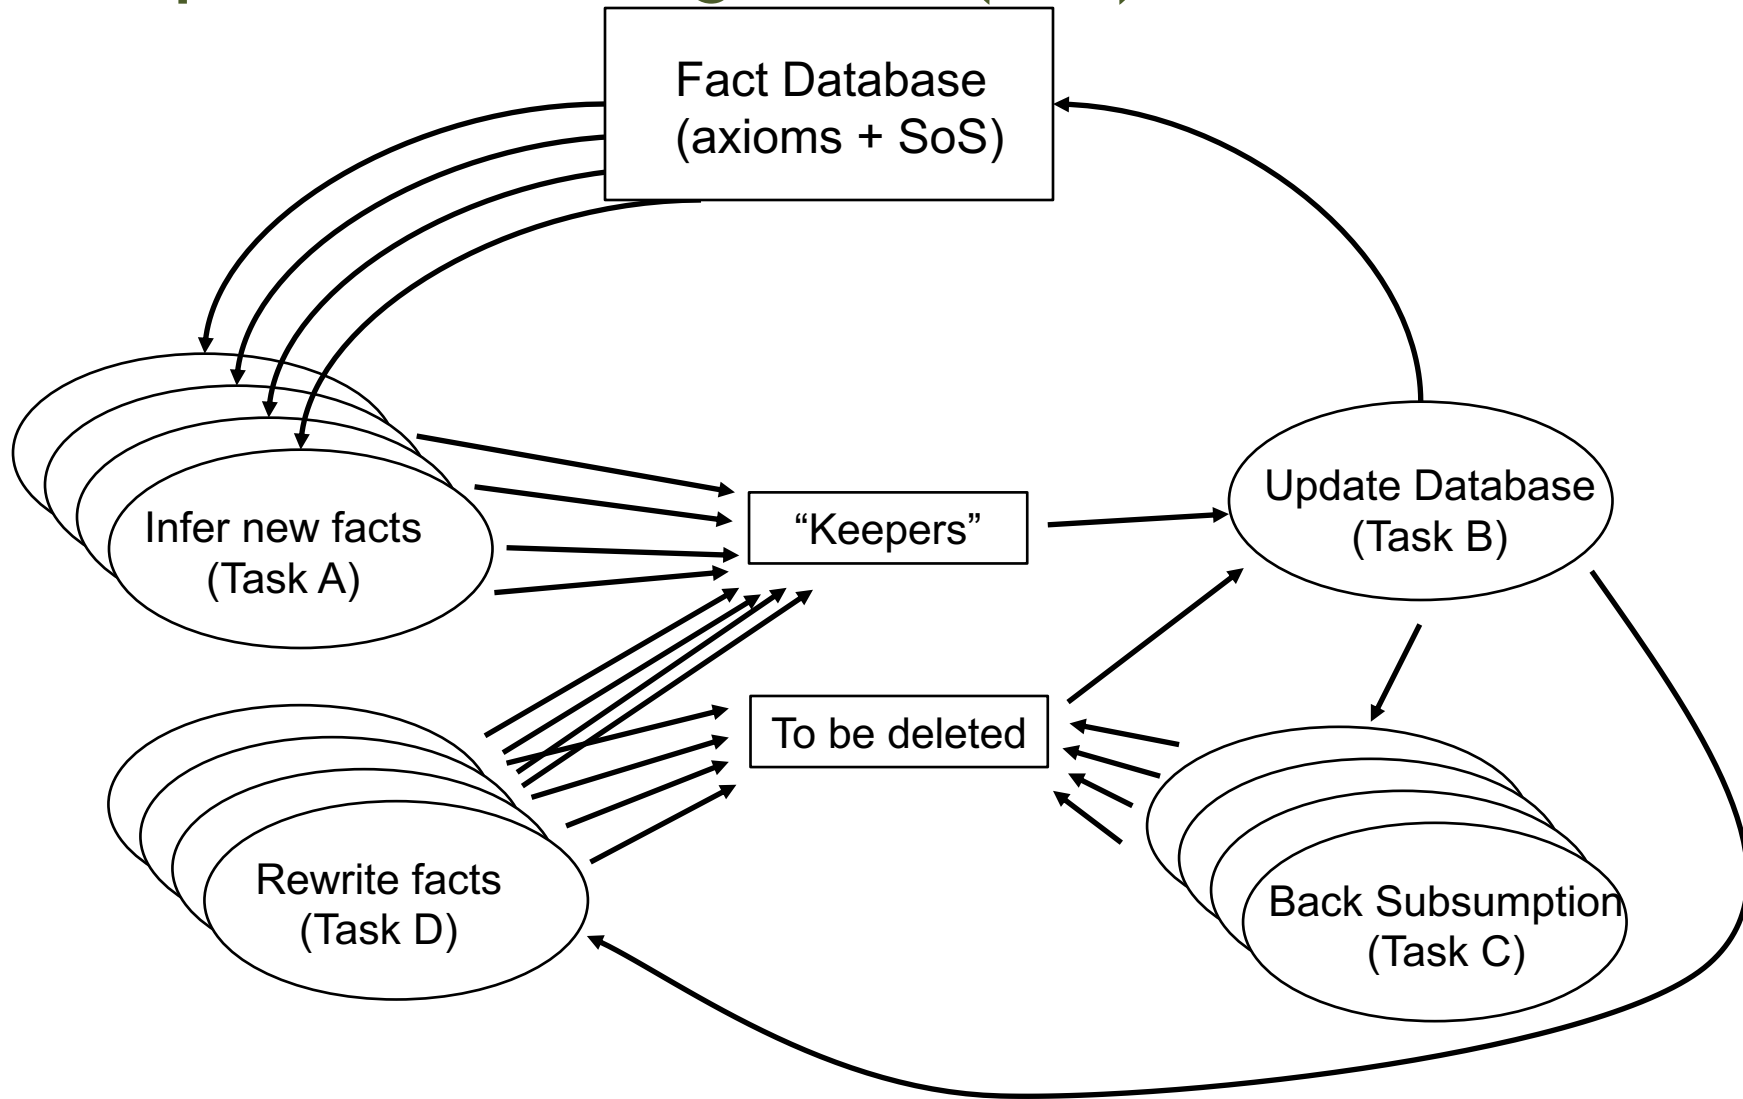 Fact Database
(axioms + SoS)
Infer new facts
(Task A)
“Keepers”
Update Database
(Task B)
To be deleted
Rewrite facts
(Task D)
Back Subsumption
(Task C)